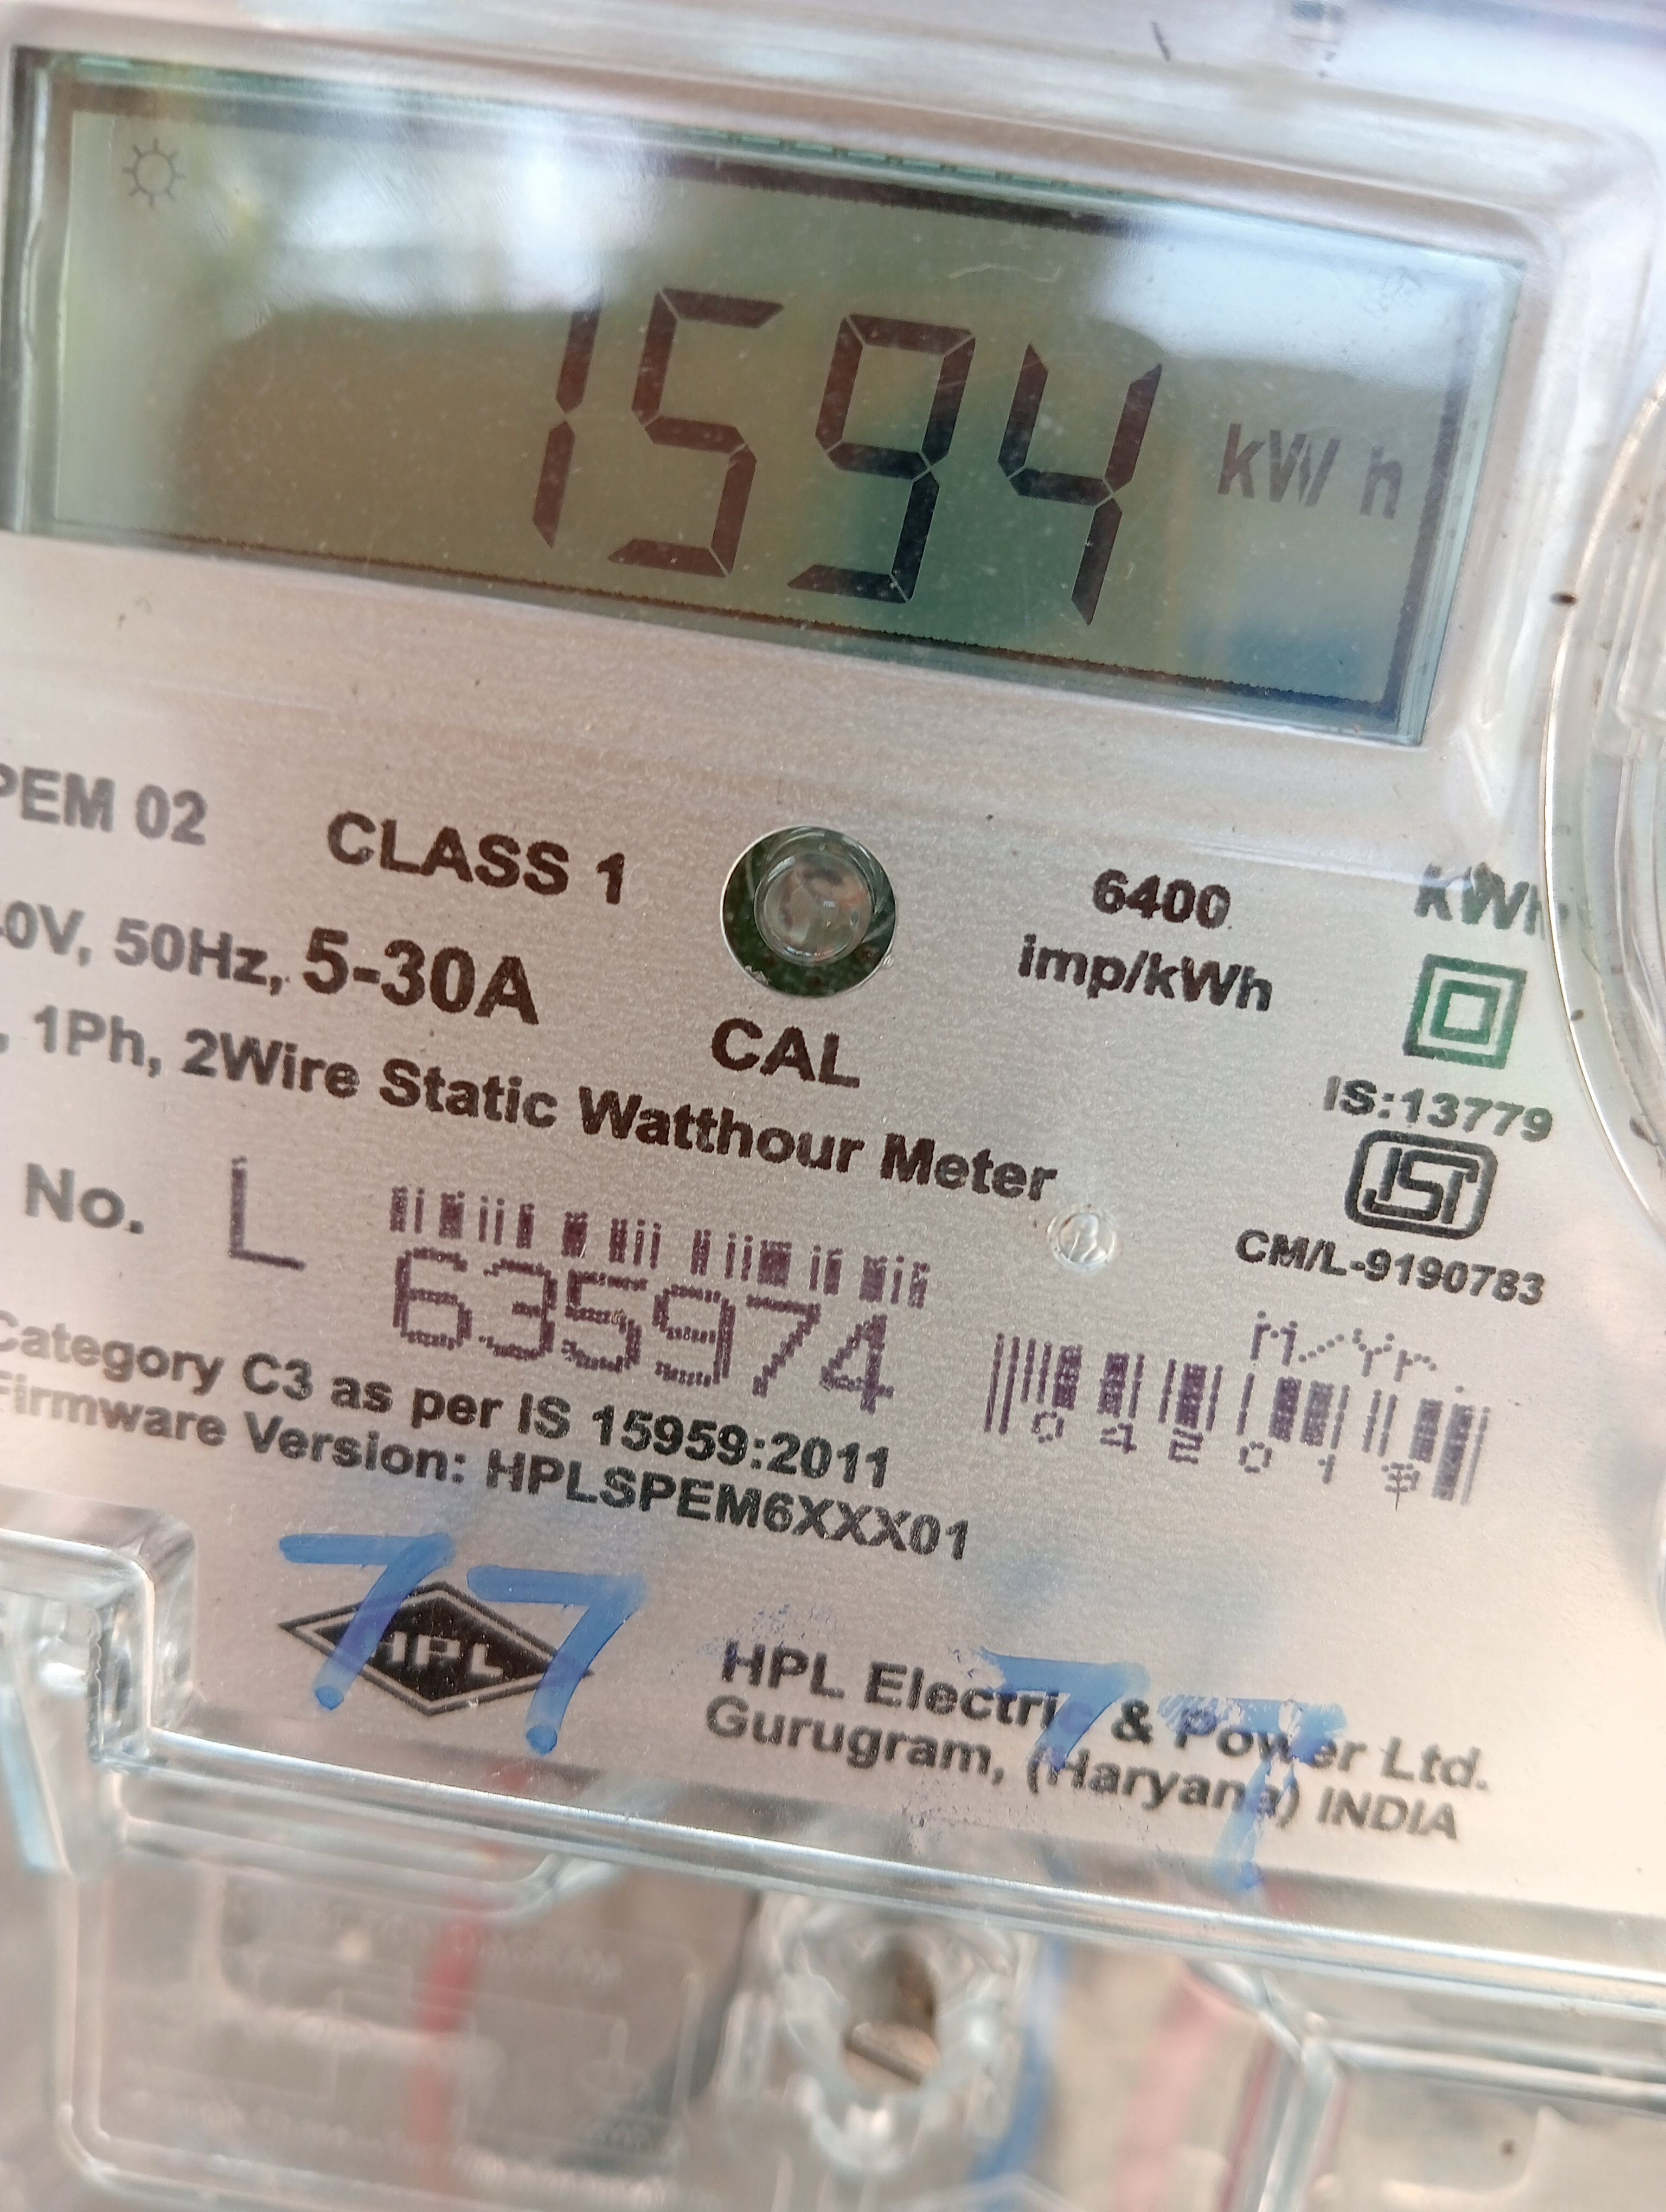 1594 kWh
PEM 02 CLASS 1 6400 kWh
imp/kWh
0V, 50Hz, 5-30A
CAL
, 1Ph, 2Wire Static Watthour Meter
IS:13779
ISI
No. L 635974
CM/L-9190783
Category C3 as per IS 15959:2011
Firmware Version: HPLSPEM6XXX01
77
HPL
HPL Electric & Power Ltd.
77
Gurugram, (Haryana) INDIA